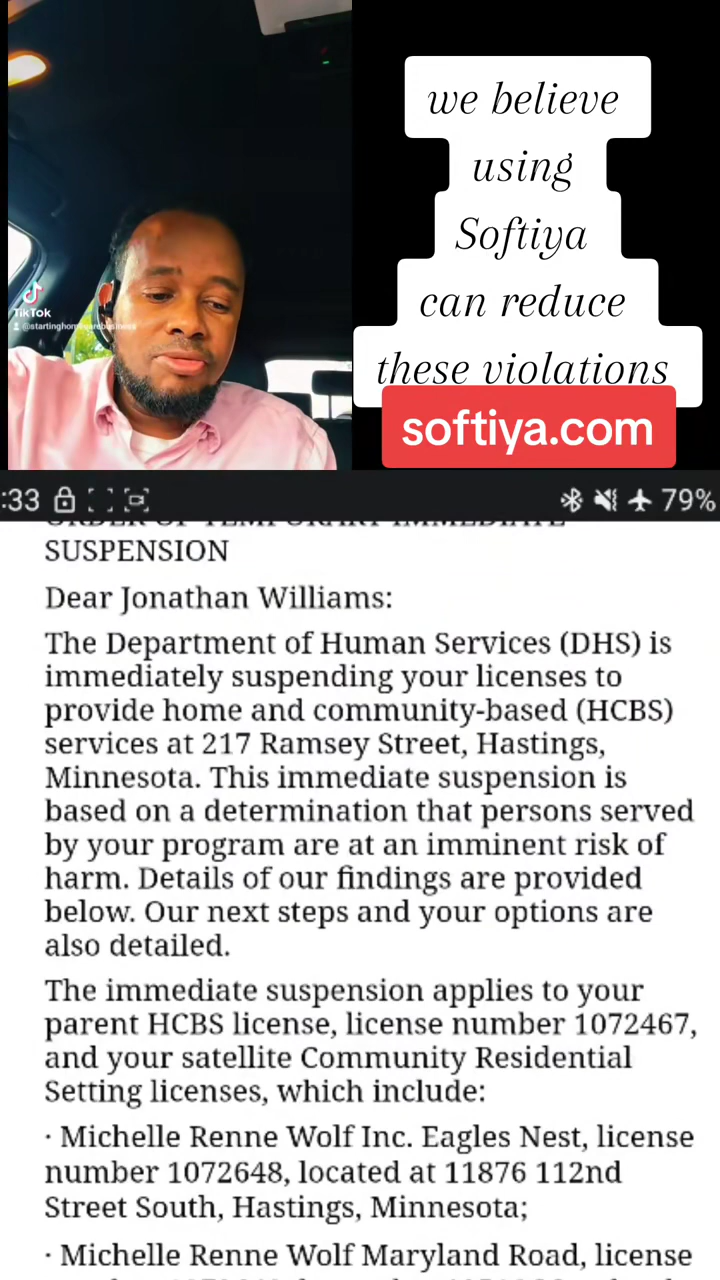 we believe
using
Softiya
can reduce
these violations
softiya.com
TikTok
:33
79%
ORDER OF TEMPORARY IMMEDIATE
SUSPENSION
Dear Jonathan Williams:
The Department of Human Services (DHS) is
immediately suspending your licenses to
provide home and community-based (HCBS)
services at 217 Ramsey Street, Hastings,
Minnesota. This immediate suspension is
based on a determination that persons served
by your program are at an imminent risk of
harm. Details of our findings are provided
below. Our next steps and your options are
also detailed.
The immediate suspension applies to your
parent HCBS license, license number 1072467,
and your satellite Community Residential
Setting licenses, which include:
· Michelle Renne Wolf Inc. Eagles Nest, license
number 1072648, located at 11876 112nd
Street South, Hastings, Minnesota;
· Michelle Renne Wolf Maryland Road, license